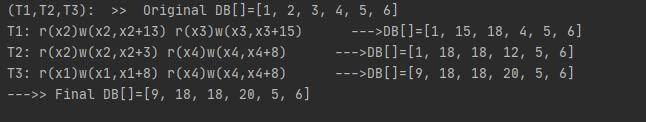 (T1,T2,T3):  >>  Original DB[]=[1, 2, 3, 4, 5, 6]
T1: r(x2)w(x2,x2+13) r(x3)w(x3,x3+15)      --->DB[]=[1, 15, 18, 4, 5, 6]
T2: r(x2)w(x2,x2+3) r(x4)w(x4,x4+8)      --->DB[]=[1, 18, 18, 12, 5, 6]
T3: r(x1)w(x1,x1+8) r(x4)w(x4,x4+8)      --->DB[]=[9, 18, 18, 20, 5, 6]
--->> Final DB[]=[9, 18, 18, 20, 5, 6]